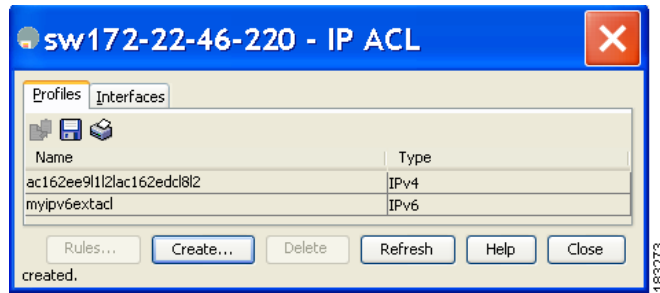 sw172-22-46-220 - IP ACL
Profiles Interfaces
Name Type
ac162ee9l1l2lac162edcl8l2 IPv4
myipv6extacl IPv6
Rules... Create... Delete Refresh Help Close
created.
183273